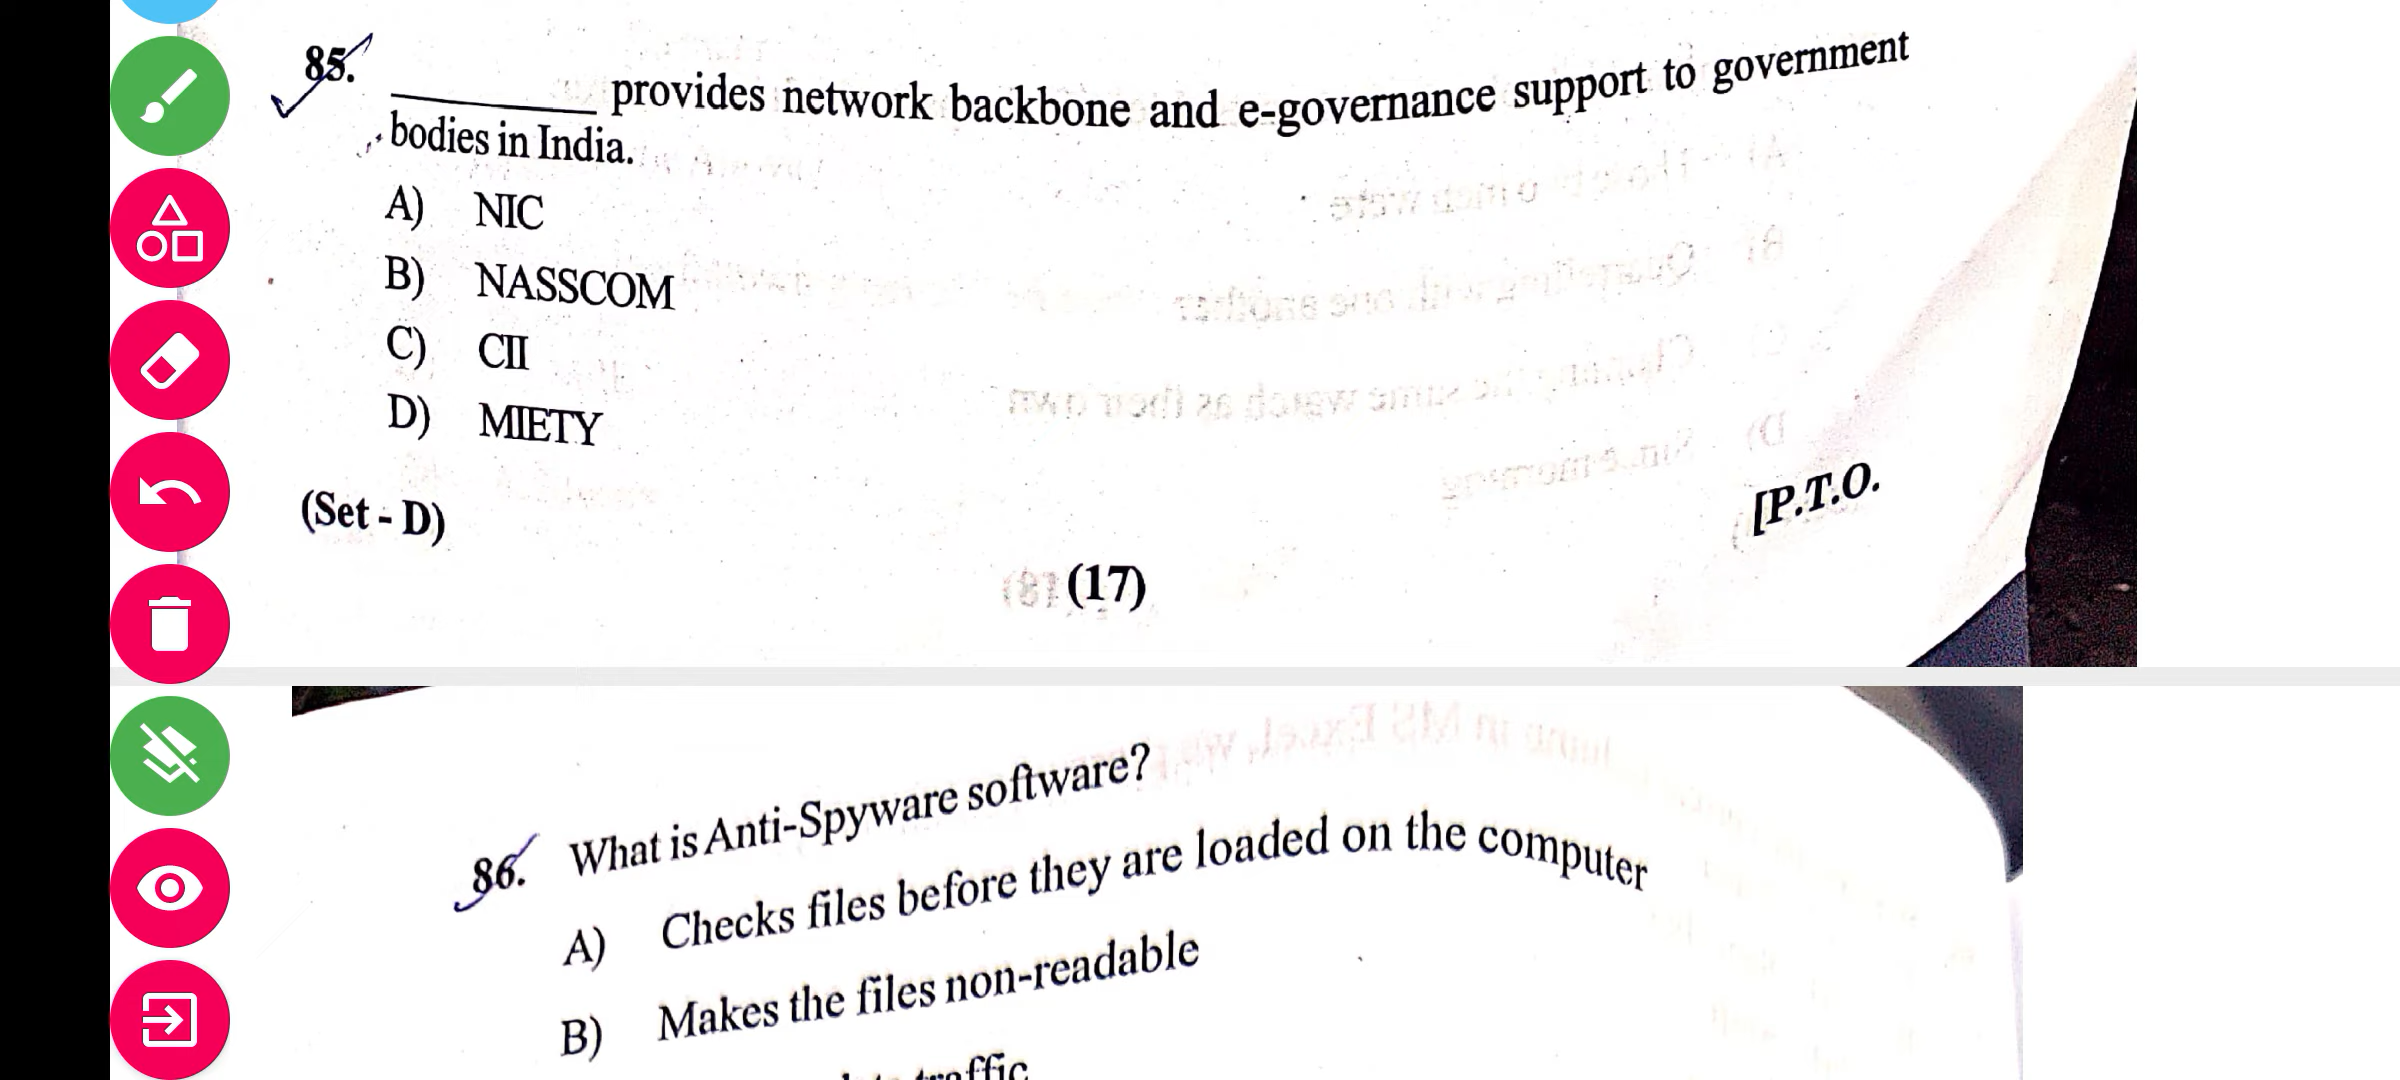 85. ________ provides network backbone and e-governance support to government
bodies in India.
A) NIC
B) NASSCOM
C) CII
D) MIETY
(Set - D)
[P.T.O.
(17)
86. What is Anti-Spyware software?
A) Checks files before they are loaded on the computer
B) Makes the files non-readable
traffic